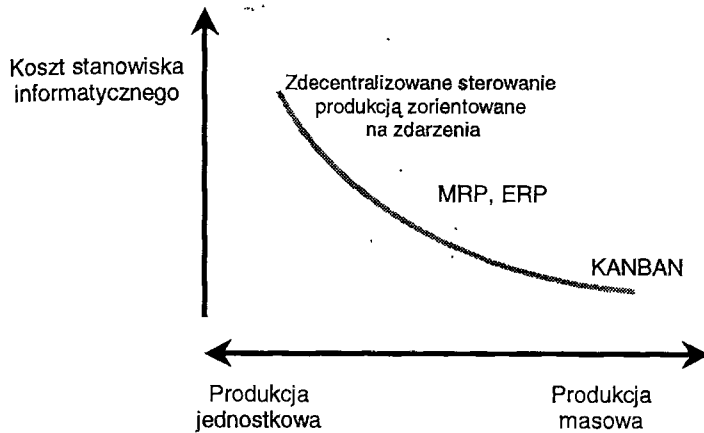 Koszt stanowiska
informatycznego
Zdecentralizowane sterowanie
produkcją zorientowane
na zdarzenia
MRP, ERP
KANBAN
Produkcja
jednostkowa
Produkcja
masowa